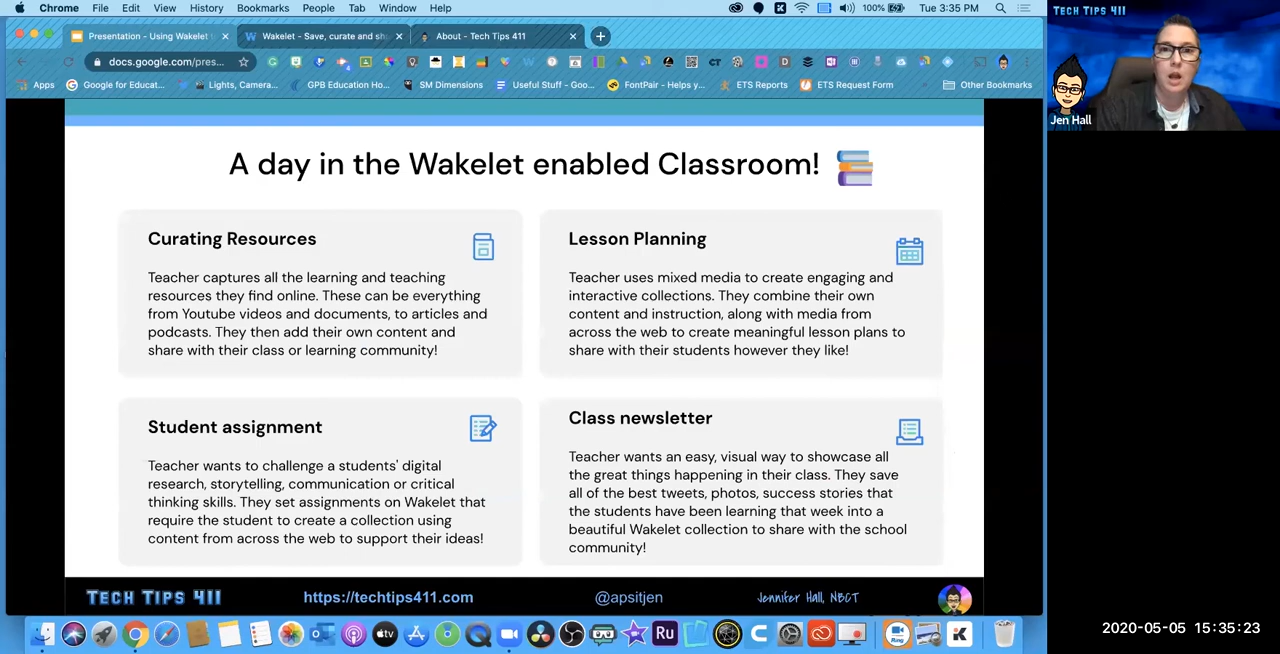 Chrome File Edit View History Bookmarks People Tab Window Help
100% Tue 3:35 PM
TECH TIPS 411
Presentation - Using Wakelet
Wakelet - Save, curate and sh
About - Tech Tips 411
docs.google.com/pres...
Apps
Google for Educat...
Lights, Camera...
GPB Education Ho...
SM Dimensions
Useful Stuff - Goo...
FontPair - Helps y...
ETS Reports
ETS Request Form
Other Bookmarks
Jen Hall
A day in the Wakelet enabled Classroom!
Curating Resources
Teacher captures all the learning and teaching
resources they find online. These can be everything
from Youtube videos and documents, to articles and
podcasts. They then add their own content and
share with their class or learning community!
Lesson Planning
Teacher uses mixed media to create engaging and
interactive collections. They combine their own
content and instruction, along with media from
across the web to create meaningful lesson plans to
share with their students however they like!
Student assignment
Teacher wants to challenge a students' digital
research, storytelling, communication or critical
thinking skills. They set assignments on Wakelet that
require the student to create a collection using
content from across the web to support their ideas!
Class newsletter
Teacher wants an easy, visual way to showcase all
the great things happening in their class. They save
all of the best tweets, photos, success stories that
the students have been learning that week into a
beautiful Wakelet collection to share with the school
community!
TECH TIPS 411
https://techtips411.com
@apsitjen
Jennifer Hall, NBCT
tv
Ru
Ring
2020-05-05 15:35:23